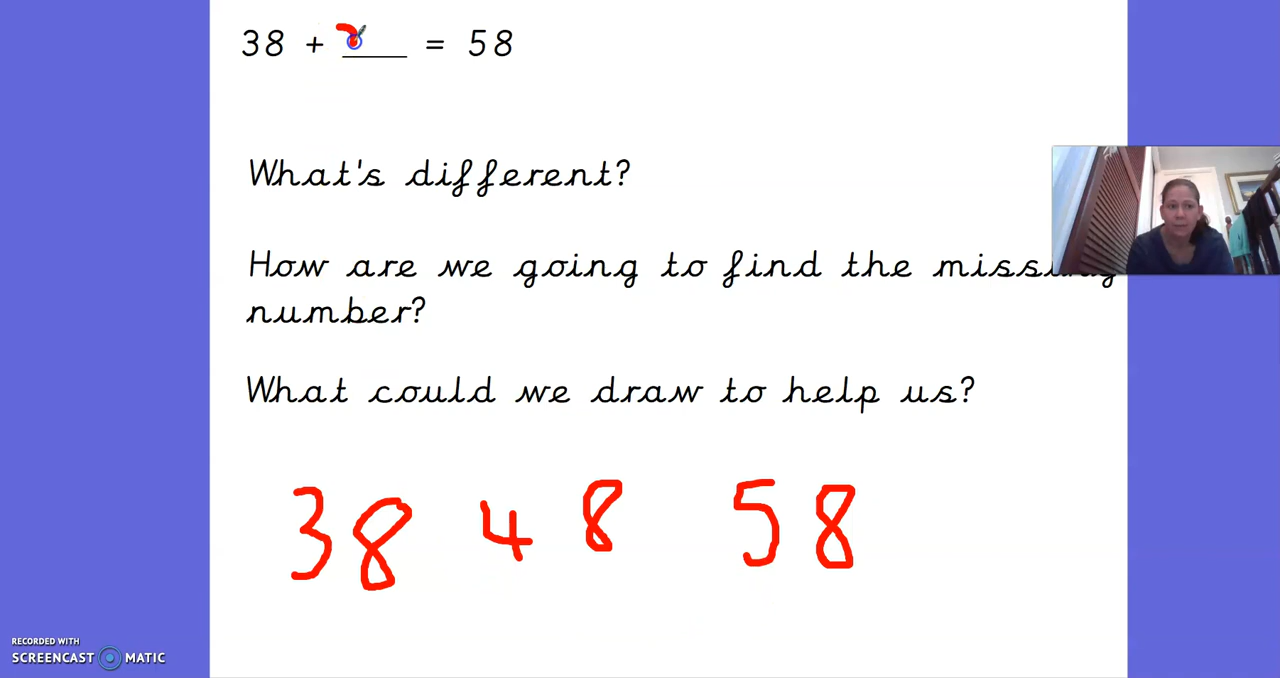 38 + ___ = 58
What's different?
How are we going to find the missing
number?
What could we draw to help us?
38 48 58
RECORDED WITH
SCREENCAST MATIC